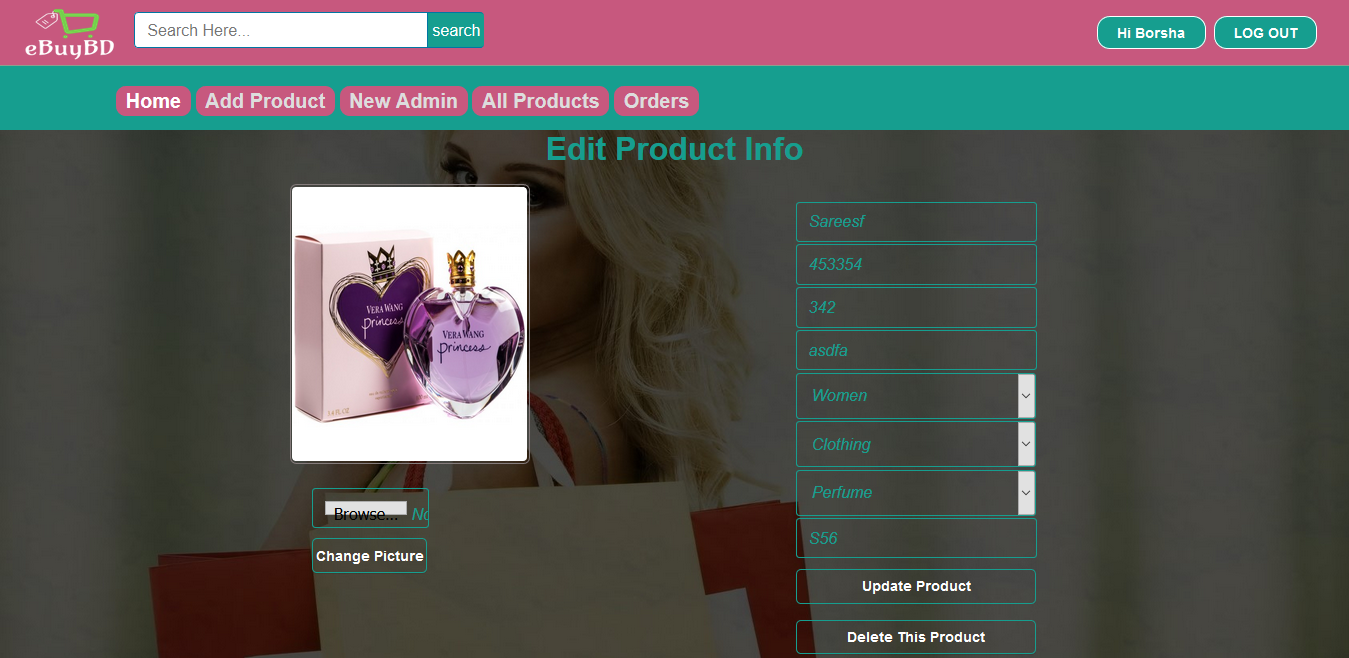 eBuyBD
Search Here...
search
Hi Borsha
LOG OUT
Home
Add Product
New Admin
All Products
Orders
Edit Product Info
VERA WANG
Princess
VERA WANG
Princess
Browse...
No
Change Picture
Sareesf
453354
342
asdfa
Women
Clothing
Perfume
S56
Update Product
Delete This Product